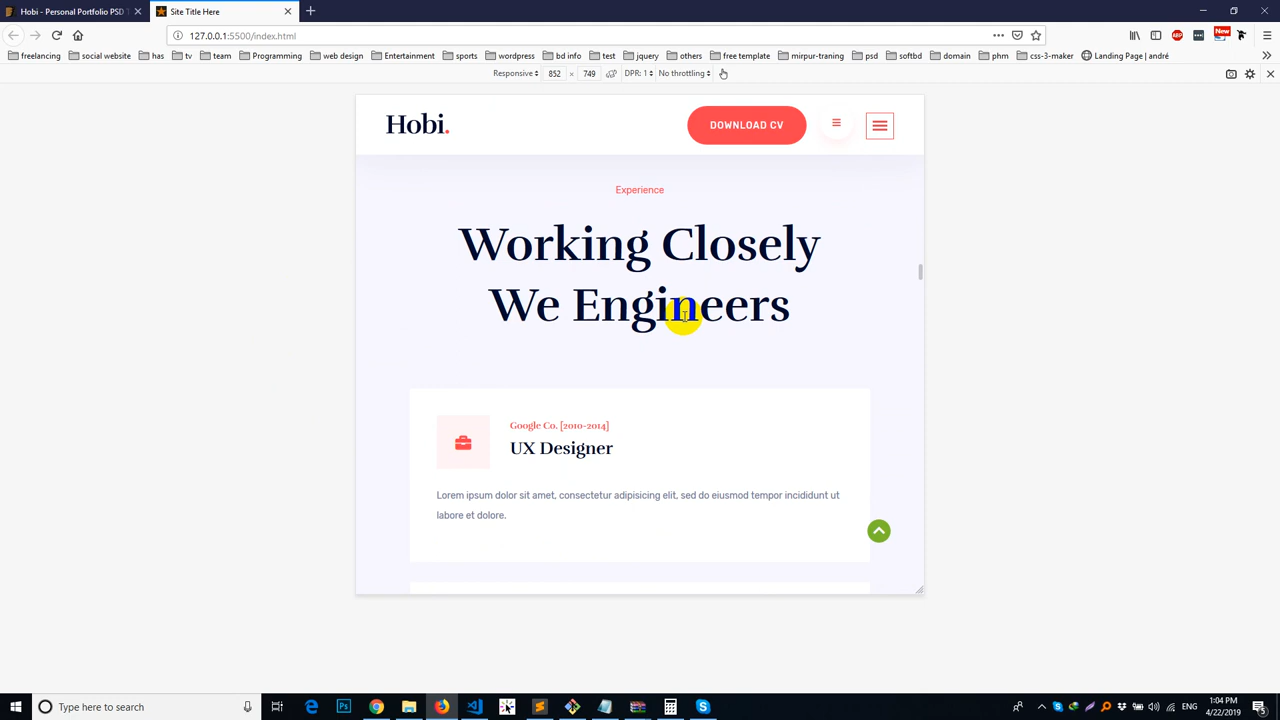 Hobi - Personal Portfolio PSD T
Site Title Here
127.0.0.1:5500/index.html
New
ABP
freelancing
social website
has
tv
team
Programming
web design
Entertainment
sports
wordpress
bd info
test
jquery
others
free template
mirpur-traning
psd
softbd
domain
phm
css-3-maker
Landing Page | andré
Responsive
852 × 749
DPR: 1
No throttling
Hobi.
DOWNLOAD CV
Experience
Working Closely
We Engineers
Google Co. [2010-2014]
UX Designer
Lorem ipsum dolor sit amet, consectetur adipisicing elit, sed do eiusmod tempor incididunt ut
labore et dolore.
Type here to search
Ps
ENG
1:04 PM
4/22/2019